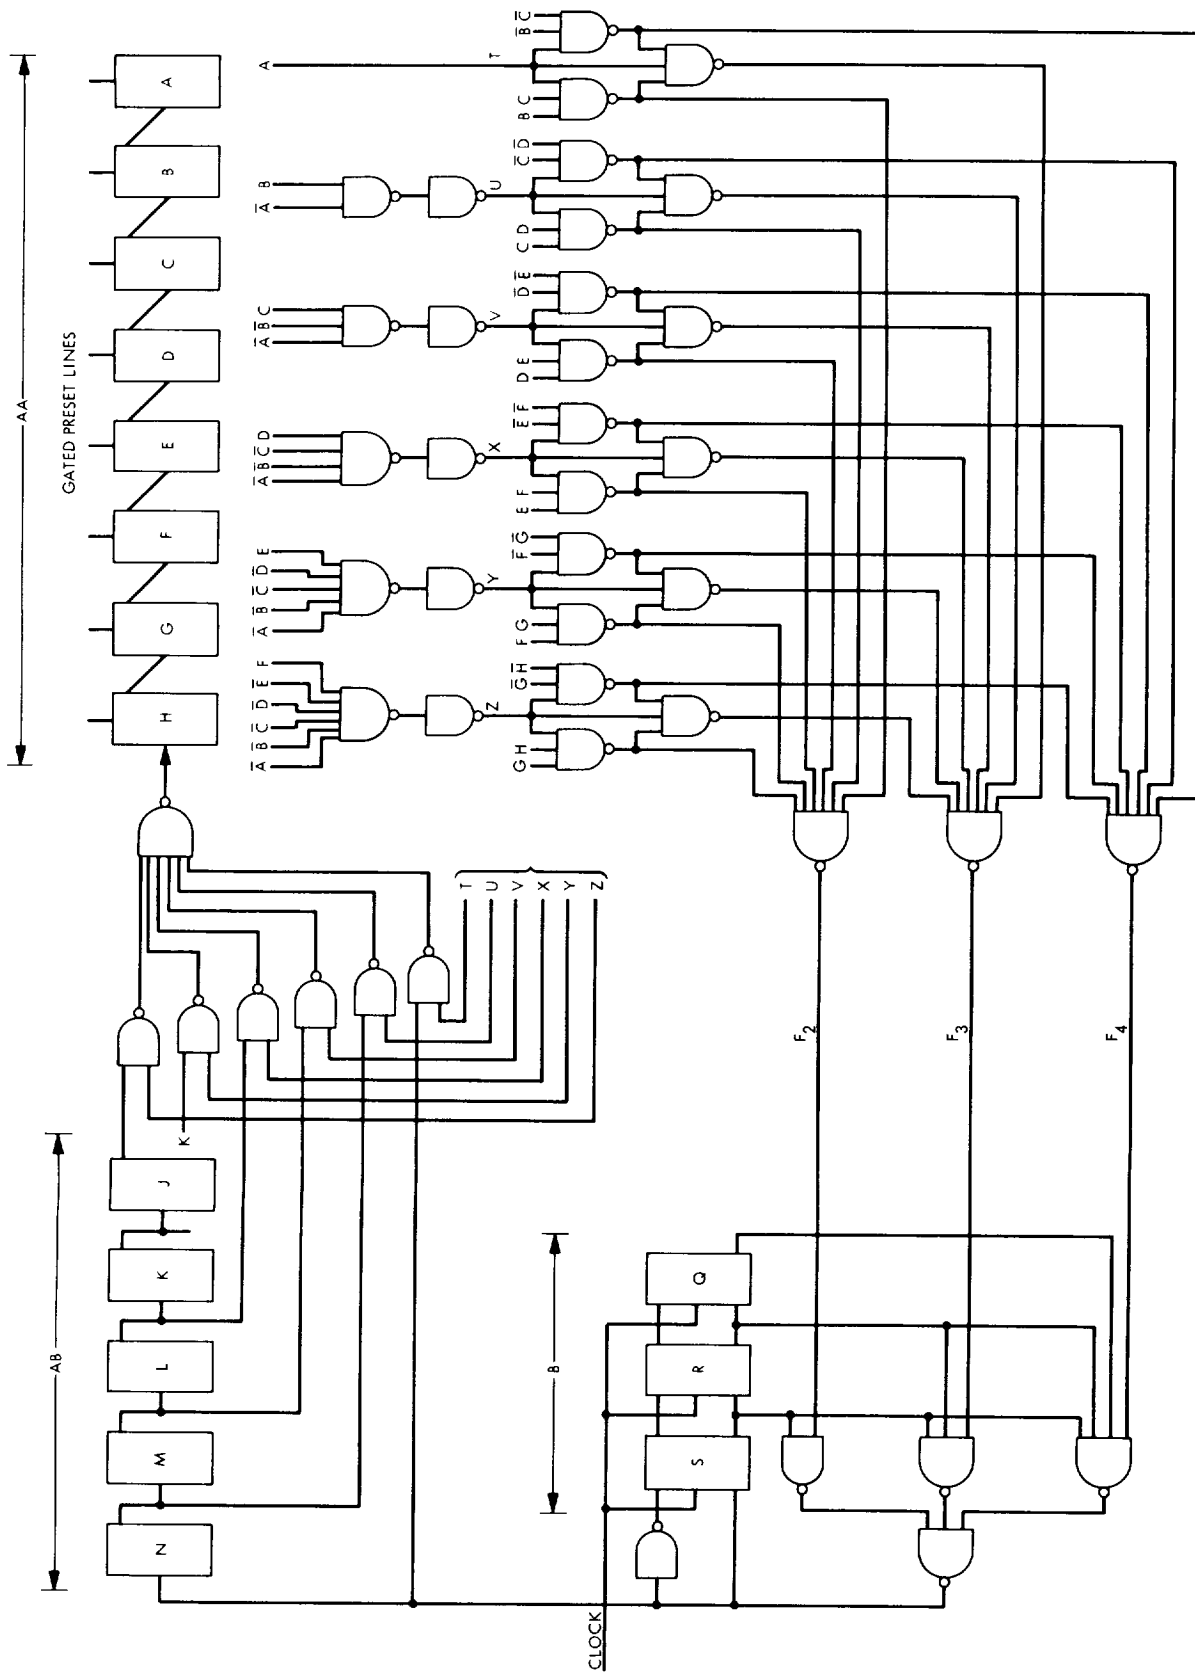 AA
AB
GATED PRESET LINES
N M L K J H G F E D C B A
K
A̅ B̅ C̅ D̅ E̅ F
A̅ B̅ C̅ D̅ E
A̅ B̅ C̅ D
A̅ B̅ C
A̅ B
A
T
U
V
X
Y
Z
Z Y X V U T
G H G̅ H̅
F G F̅ G̅
E F E̅ F̅
D E D̅ E̅
C D C̅ D̅
B C B̅ C̅
B
CLOCK
S R Q
F2
F3
F4